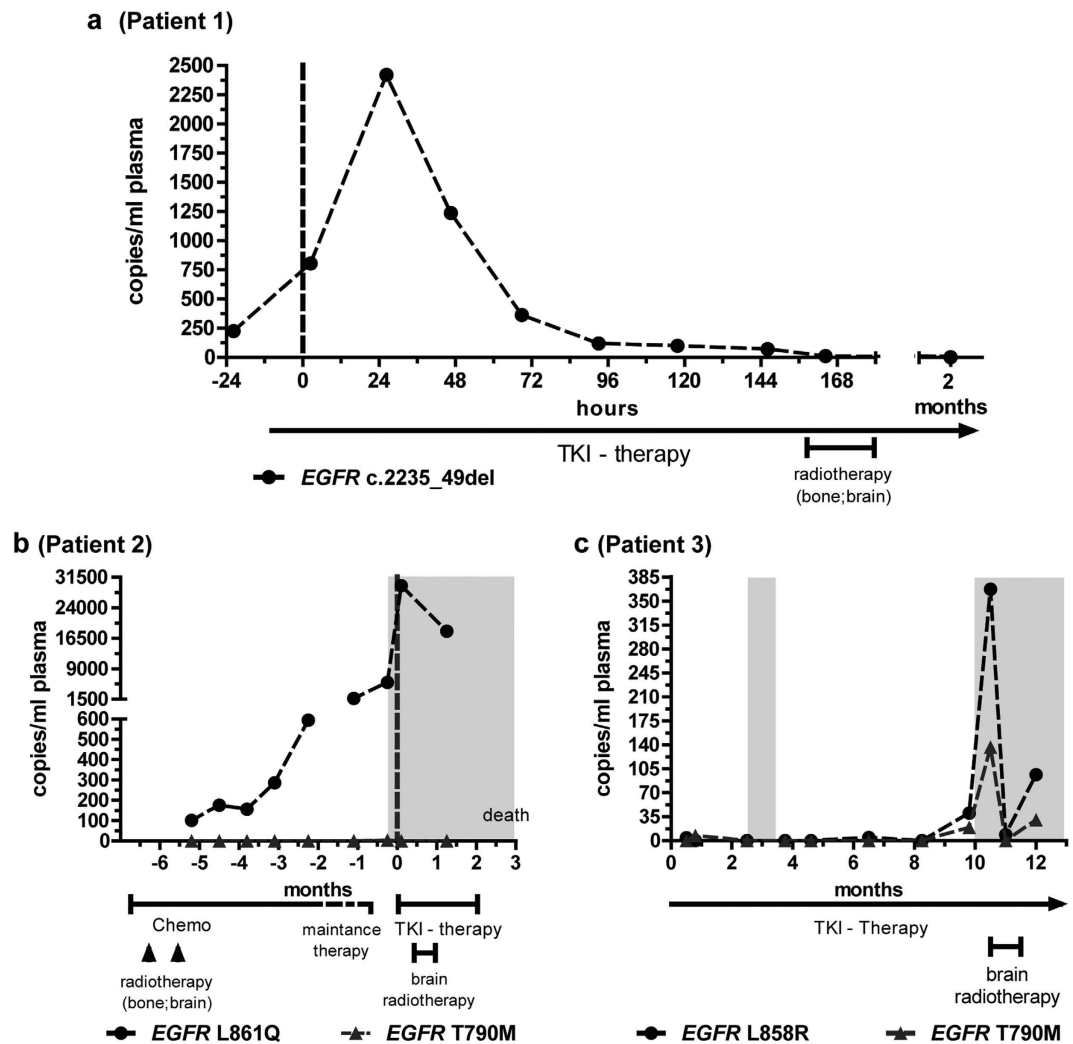 a (Patient 1)
2500
2250
2000
1750
1500
1250
1000
750
500
250
0
copies/ml plasma
-24 0 24 48 72 96 120 144 168 2
hours months
TKI - therapy
radiotherapy
(bone;brain)
EGFR c.2235_49del
b (Patient 2)
31500
24000
16500
9000
1500
600
500
400
300
200
100
0
copies/ml plasma
death
-6 -5 -4 -3 -2 -1 0 1 2 3
months
Chemo
maintance
therapy
TKI - therapy
radiotherapy
(bone;brain)
brain
radiotherapy
EGFR L861Q EGFR T790M
c (Patient 3)
385
350
315
280
245
210
175
140
105
70
35
0
copies/ml plasma
0 2 4 6 8 10 12
months
TKI - Therapy
brain
radiotherapy
EGFR L858R EGFR T790M